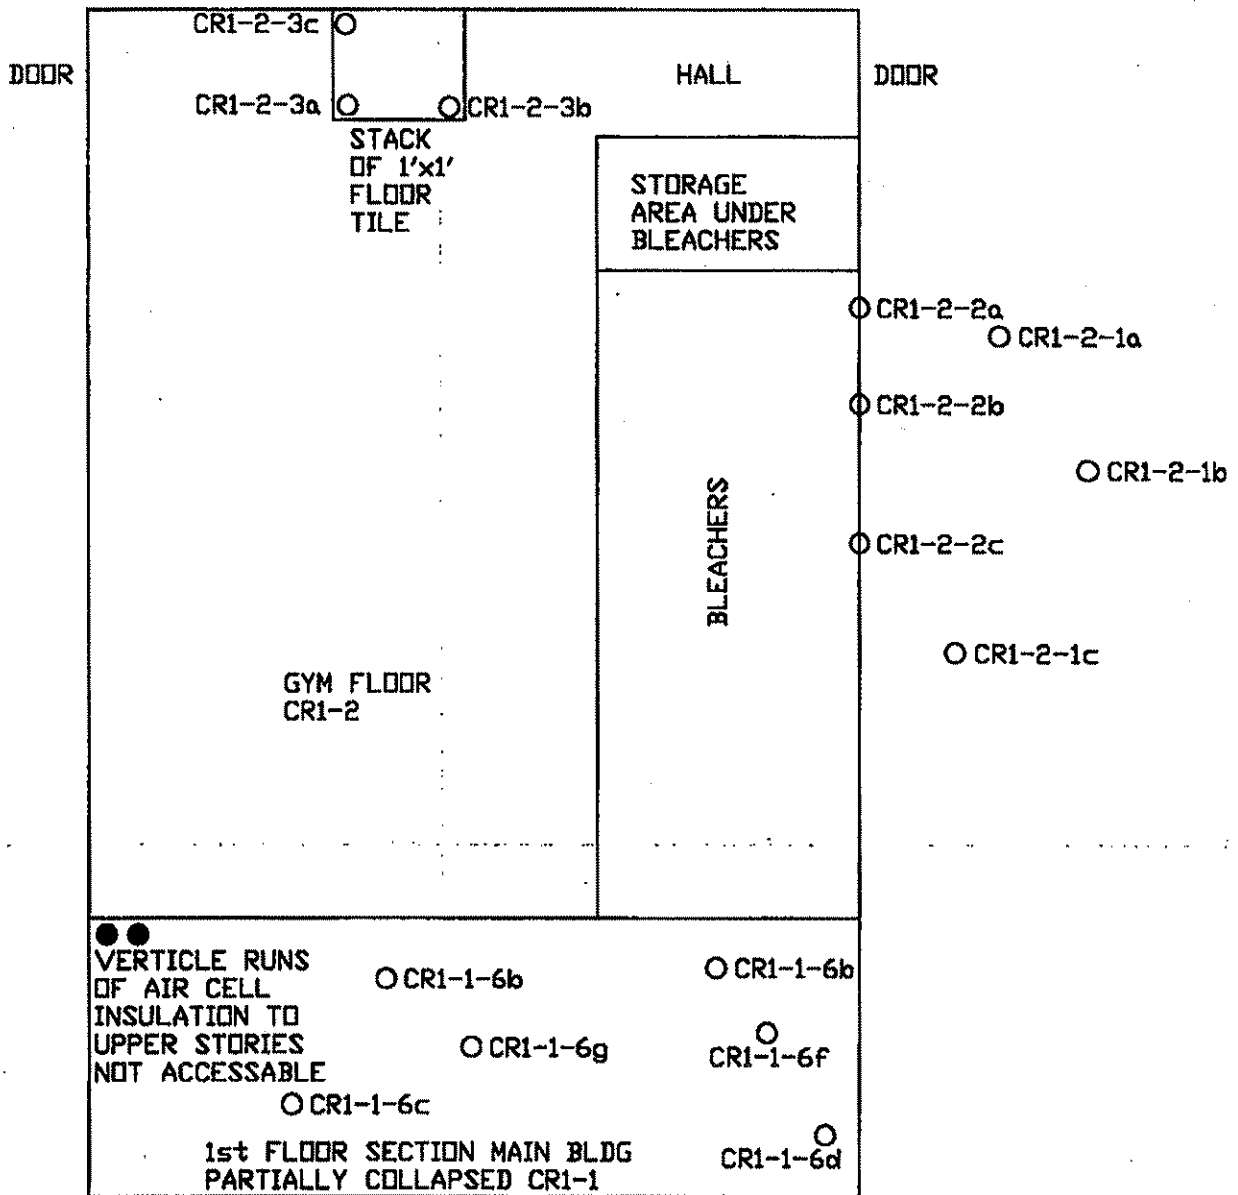 CR1-2-3c
DOOR
HALL
DOOR
CR1-2-3a
CR1-2-3b
STACK
OF 1'x1'
FLOOR
TILE
STORAGE
AREA UNDER
BLEACHERS
CR1-2-2a
CR1-2-1a
CR1-2-2b
CR1-2-1b
BLEACHERS
CR1-2-2c
CR1-2-1c
GYM FLOOR
CR1-2
VERTICLE RUNS
OF AIR CELL
INSULATION TO
UPPER STORIES
NOT ACCESSABLE
CR1-1-6b
CR1-1-6b
CR1-1-6g
CR1-1-6f
CR1-1-6c
CR1-1-6d
1st FLOOR SECTION MAIN BLDG
PARTIALLY COLLAPSED CR1-1